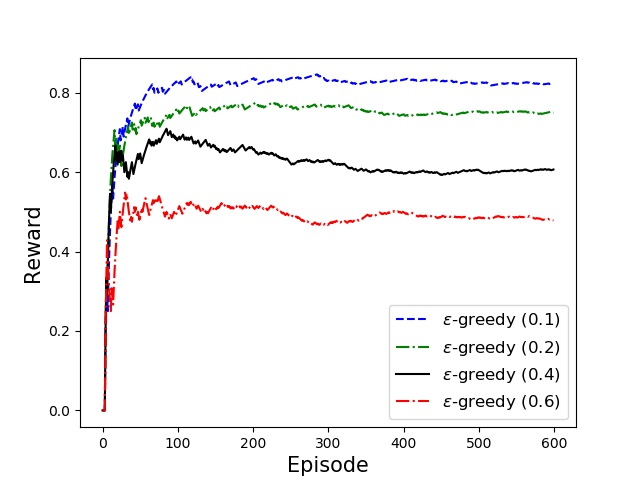 0.8
0.6
0.4
0.2
0.0
Reward
0
100
200
300
400
500
600
Episode
ε-greedy (0.1)
ε-greedy (0.2)
ε-greedy (0.4)
ε-greedy (0.6)